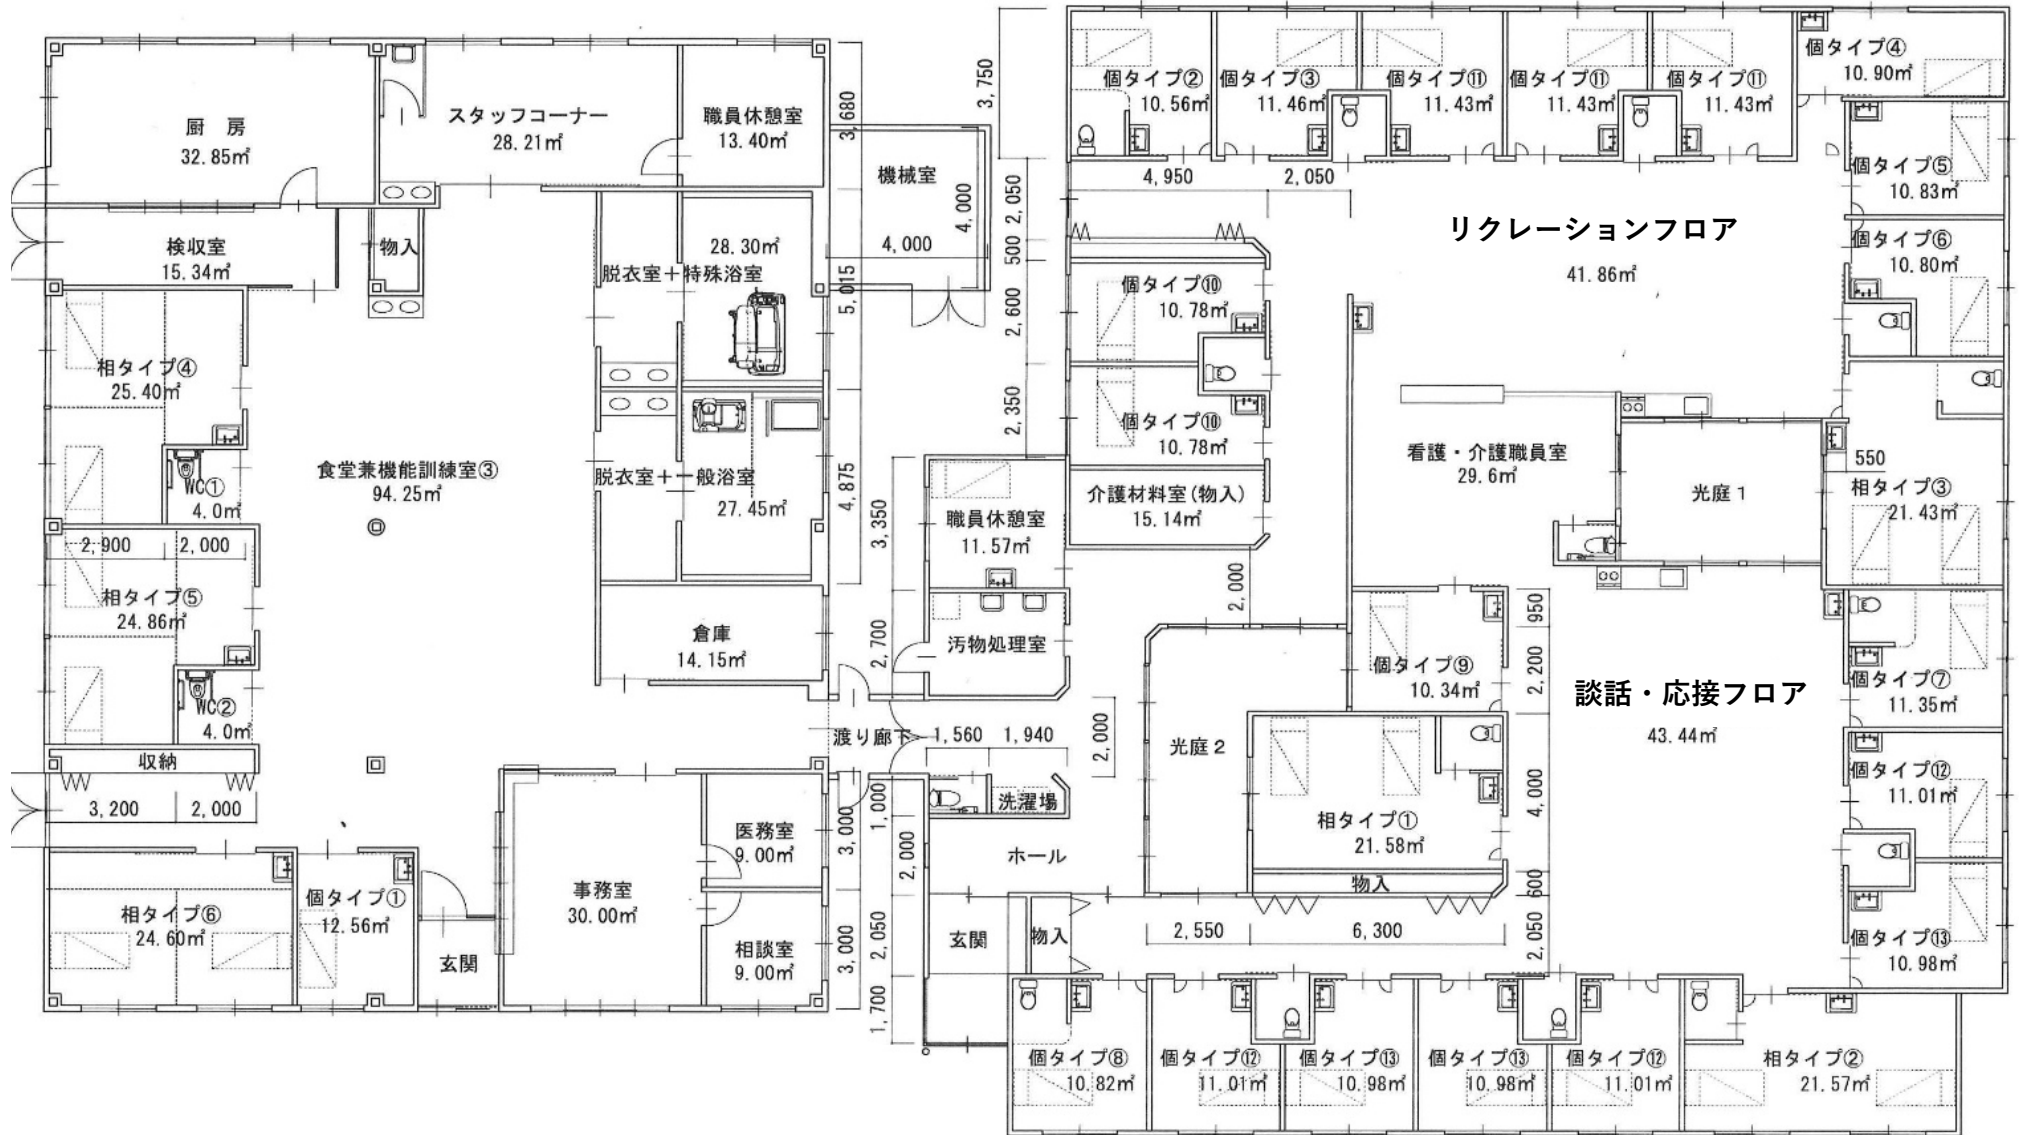 厨　房
32.85㎡
スタッフコーナー
28.21㎡
職員休憩室
13.40㎡
3,680
機械室
4,000
4,000
検収室
15.34㎡
物入
28.30㎡
脱衣室＋特殊浴室
5,015
相タイプ④
25.40㎡
WC①
4.0㎡
食堂兼機能訓練室③
94.25㎡
脱衣室＋一般浴室
27.45㎡
4,875
2,900
2,000
相タイプ⑤
24.86㎡
WC②
4.0㎡
倉庫
14.15㎡
収納
3,200
2,000
渡り廊下
相タイプ⑥
24.60㎡
個タイプ①
12.56㎡
玄関
事務室
30.00㎡
医務室
9.00㎡
相談室
9.00㎡
3,000
3,000
3,750
個タイプ②
10.56㎡
個タイプ③
11.46㎡
個タイプ⑪
11.43㎡
個タイプ⑪
11.43㎡
個タイプ⑪
11.43㎡
個タイプ④
10.90㎡
個タイプ⑤
10.83㎡
個タイプ⑥
10.80㎡
4,950
2,050
2,050
500
2,600
2,350
リクレーションフロア
41.86㎡
個タイプ⑩
10.78㎡
個タイプ⑩
10.78㎡
介護材料室(物入)
15.14㎡
看護・介護職員室
29.6㎡
光庭１
550
相タイプ③
21.43㎡
3,350
職員休憩室
11.57㎡
2,700
汚物処理室
2,000
950
2,200
個タイプ⑨
10.34㎡
談話・応接フロア
43.44㎡
個タイプ⑦
11.35㎡
1,560
1,940
2,000
光庭２
相タイプ①
21.58㎡
4,000
個タイプ⑫
11.01㎡
1,000
洗濯場
2,000
ホール
物入
600
2,050
玄関
物入
2,550
6,300
2,050
個タイプ⑬
10.98㎡
1,700
個タイプ⑧
10.82㎡
個タイプ⑫
11.01㎡
個タイプ⑬
10.98㎡
個タイプ⑬
10.98㎡
個タイプ⑫
11.01㎡
相タイプ②
21.57㎡